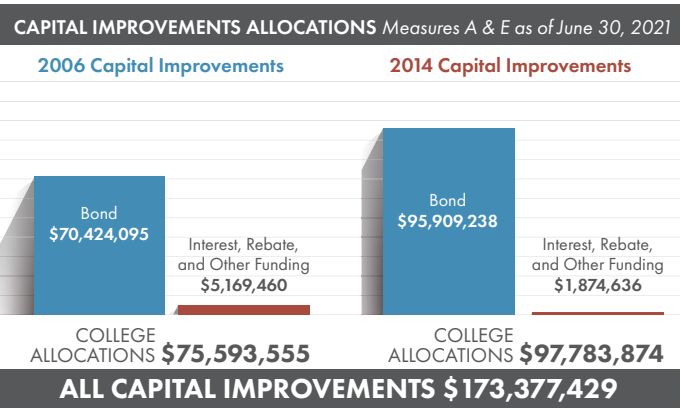 CAPITAL IMPROVEMENTS ALLOCATIONS Measures A & E as of June 30, 2021
2006 Capital Improvements
2014 Capital Improvements
Bond
$70,424,095
Interest, Rebate,
and Other Funding
$5,169,460
Bond
$95,909,238
Interest, Rebate,
and Other Funding
$1,874,636
COLLEGE
ALLOCATIONS $75,593,555
COLLEGE
ALLOCATIONS $97,783,874
ALL CAPITAL IMPROVEMENTS $173,377,429